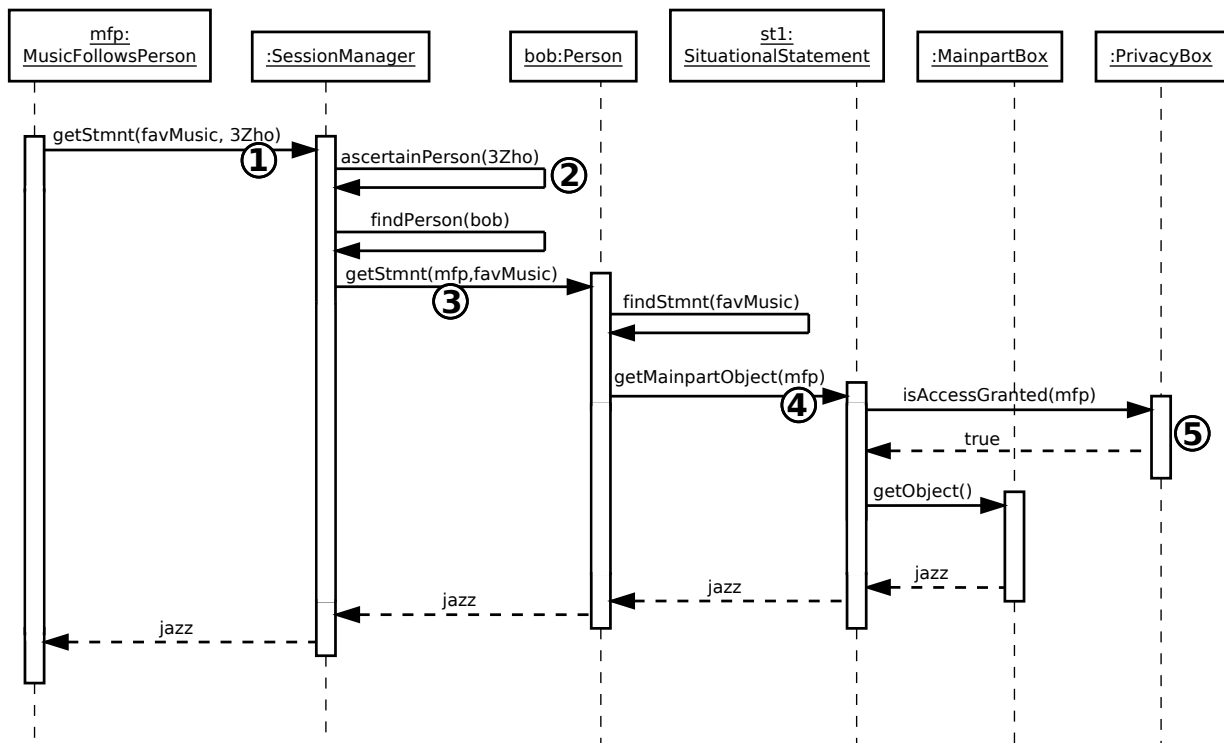 mfp:
MusicFollowsPerson
:SessionManager
bob:Person
st1:
SituationalStatement
:MainpartBox
:PrivacyBox
getStmnt(favMusic, 3Zho)
1
ascertainPerson(3Zho)
2
findPerson(bob)
getStmnt(mfp,favMusic)
3
findStmnt(favMusic)
getMainpartObject(mfp)
4
isAccessGranted(mfp)
5
true
getObject()
jazz
jazz
jazz
jazz